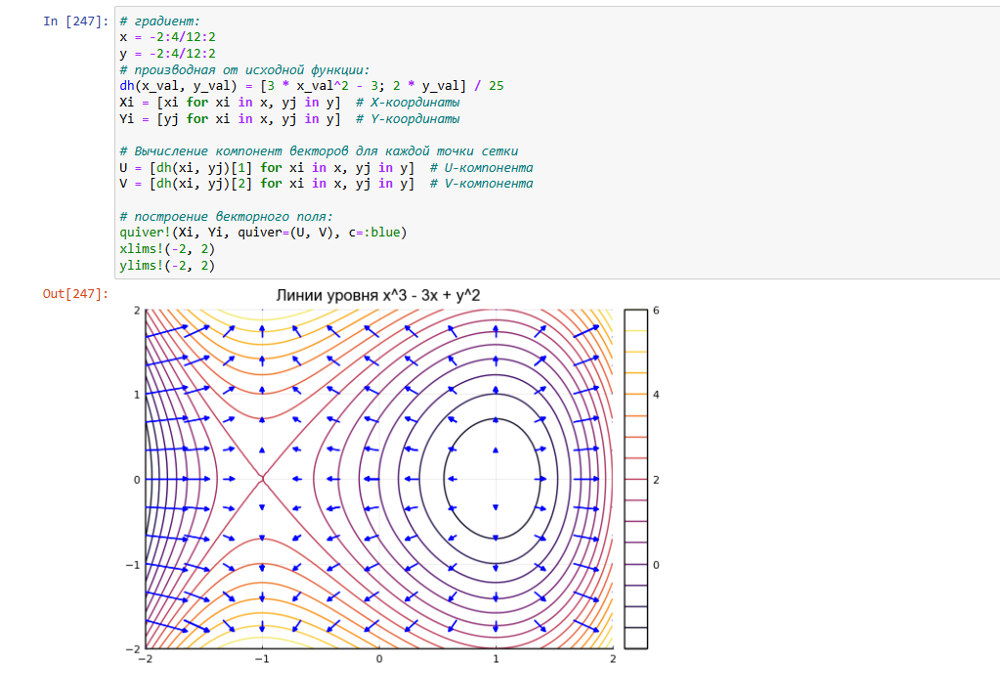 In [247]: # градиент:
x = -2:4/12:2
y = -2:4/12:2
# производная от исходной функции:
dh(x_val, y_val) = [3 * x_val^2 - 3; 2 * y_val] / 25
Xi = [xi for xi in x, yj in y]  # X-координаты
Yi = [yj for xi in x, yj in y]  # Y-координаты
# Вычисление компонент векторов для каждой точки сетки
U = [dh(xi, yj)[1] for xi in x, yj in y]  # U-компонента
V = [dh(xi, yj)[2] for xi in x, yj in y]  # V-компонента
# построение векторного поля:
quiver!(Xi, Yi, quiver=(U, V), c=:blue)
xlims!(-2, 2)
ylims!(-2, 2)
Out[247]:
Линии уровня x^3 - 3x + y^2
2
1
0
−1
−2
−2 −1 0 1 2
6
4
2
0